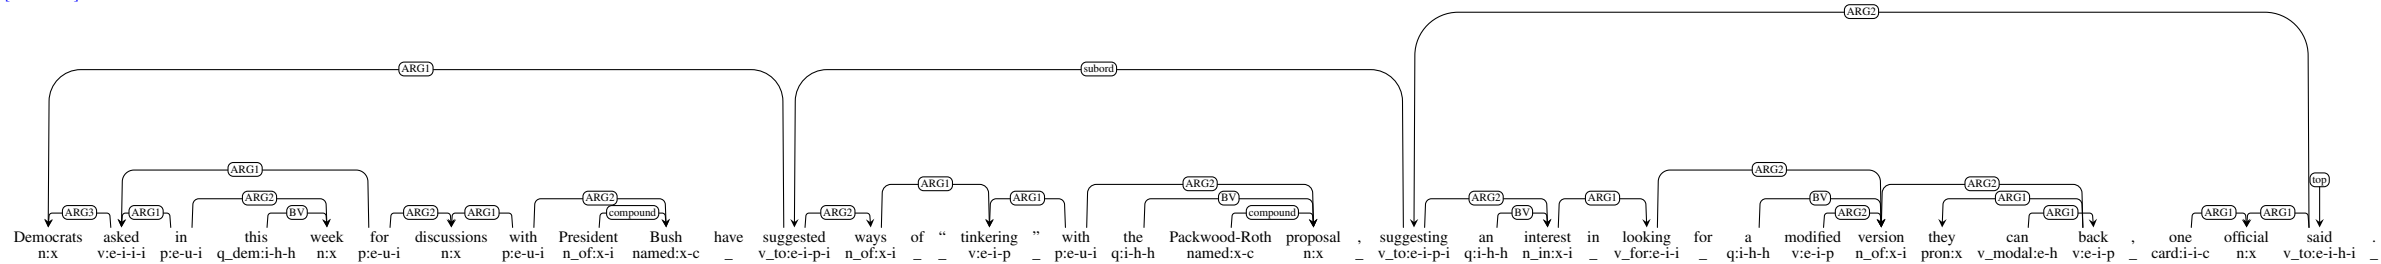 ARG2
ARG1 subord
top
ARG1 ARG2
ARG1 ARG2 ARG2
ARG2 ARG2 BV ARG1 ARG2 ARG1 BV ARG1
ARG3 ARG1 BV ARG2 ARG1 compound ARG2 ARG1 compound BV ARG2 ARG1 ARG1 ARG1
Democrats asked in this week for discussions with President Bush have suggested ways of “ tinkering ” with the Packwood-Roth proposal , suggesting an interest in looking for a modified version they can back , one official said .
n:x v:e-i-i-i p:e-u-i q_dem:i-h-h n:x p:e-u-i n:x p:e-u-i n_of:x-i named:x-c _ v_to:e-i-p-i n_of:x-i _ _ v:e-i-p _ p:e-u-i q:i-h-h named:x-c n:x _ v_to:e-i-p-i q:i-h-h n_in:x-i _ v_for:e-i-i _ q:i-h-h v:e-i-p n_of:x-i pron:x v_modal:e-h v:e-i-p _ card:i-i-c n:x v_to:e-i-h-i _